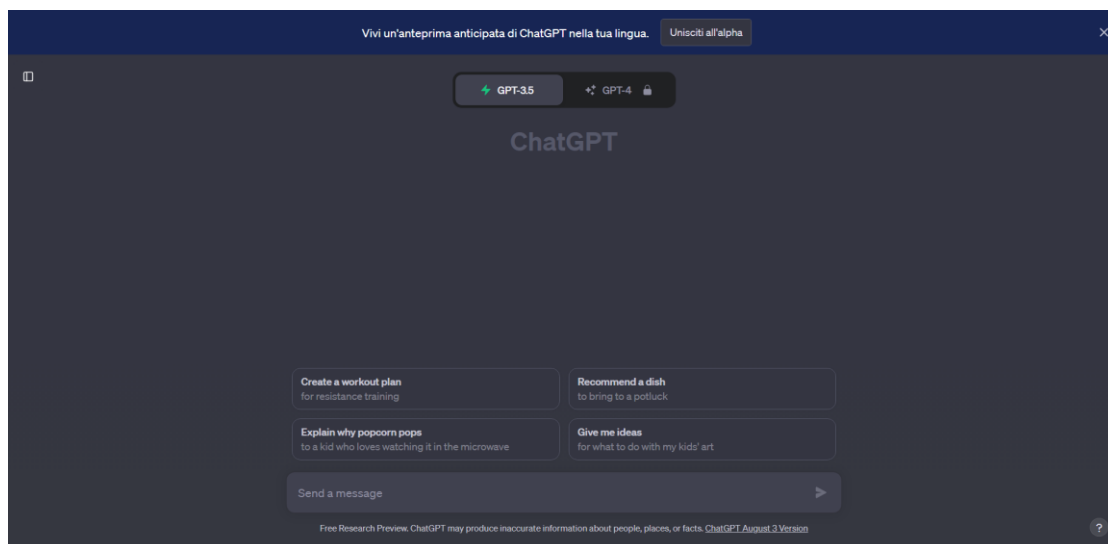 Vivi un'anteprima anticipata di ChatGPT nella tua lingua. Unisciti all'alpha
GPT-3.5 GPT-4
ChatGPT
Create a workout plan
for resistance training
Recommend a dish
to bring to a potluck
Explain why popcorn pops
to a kid who loves watching it in the microwave
Give me ideas
for what to do with my kids' art
Send a message
Free Research Preview. ChatGPT may produce inaccurate information about people, places, or facts. ChatGPT August 3 Version
?